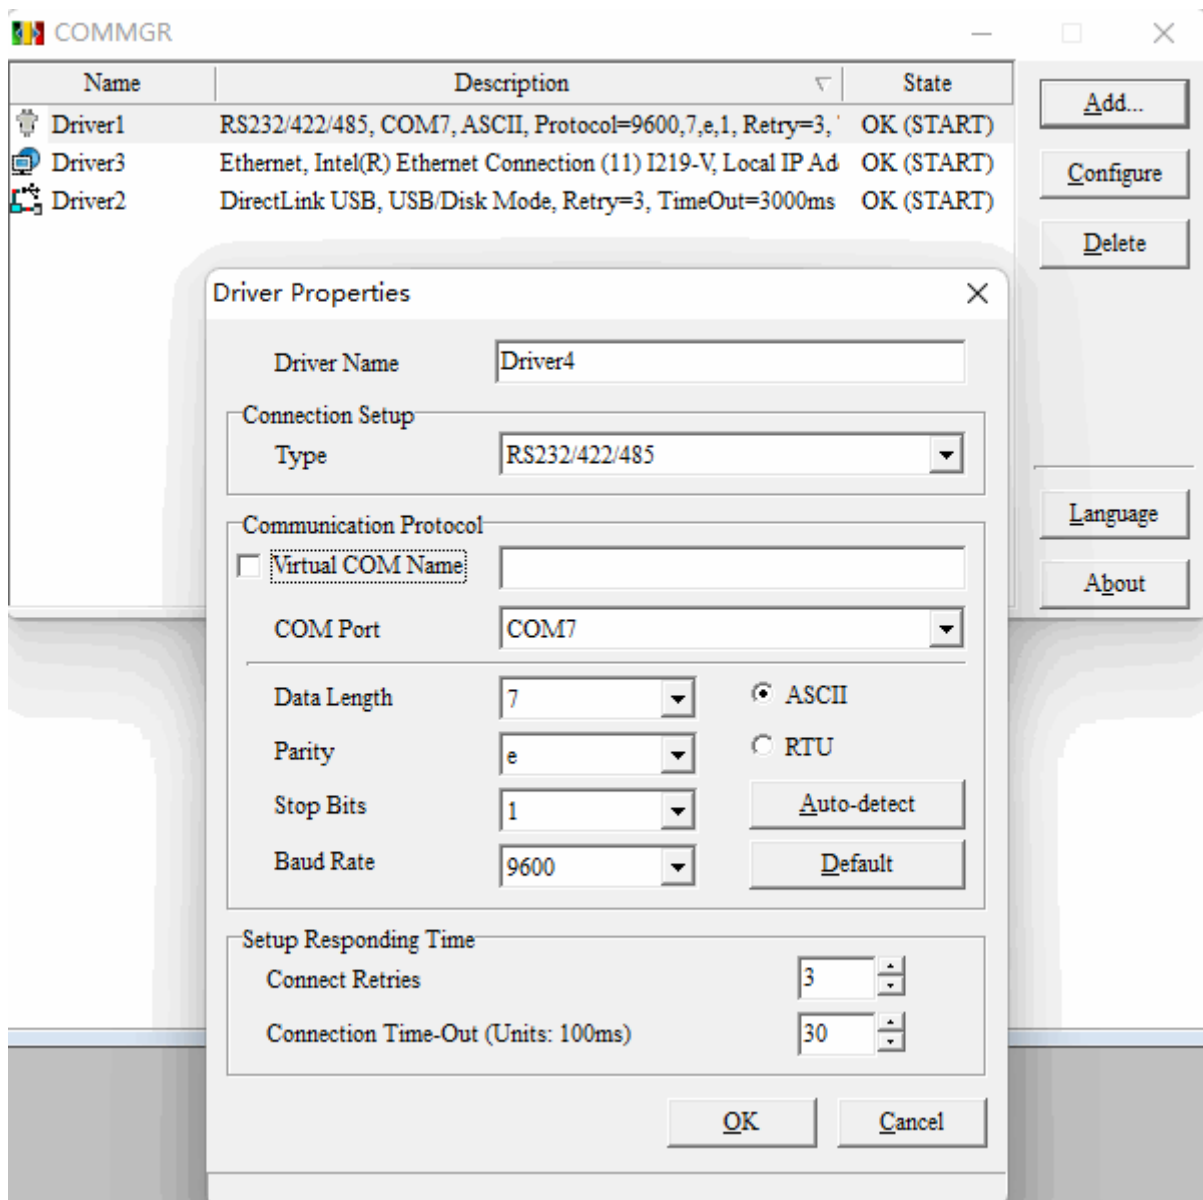 COMMGR
Name Description State
Driver1 RS232/422/485, COM7, ASCII, Protocol=9600,7,e,1, Retry=3, OK (START)
Driver3 Ethernet, Intel(R) Ethernet Connection (11) I219-V, Local IP Ad OK (START)
Driver2 DirectLink USB, USB/Disk Mode, Retry=3, TimeOut=3000ms OK (START)
Add...
Configure
Delete
Language
About
Driver Properties
Driver Name Driver4
Connection Setup
Type RS232/422/485
Communication Protocol
Virtual COM Name
COM Port COM7
Data Length 7 ASCII
Parity e RTU
Stop Bits 1 Auto-detect
Baud Rate 9600 Default
Setup Responding Time
Connect Retries 3
Connection Time-Out (Units: 100ms) 30
OK Cancel